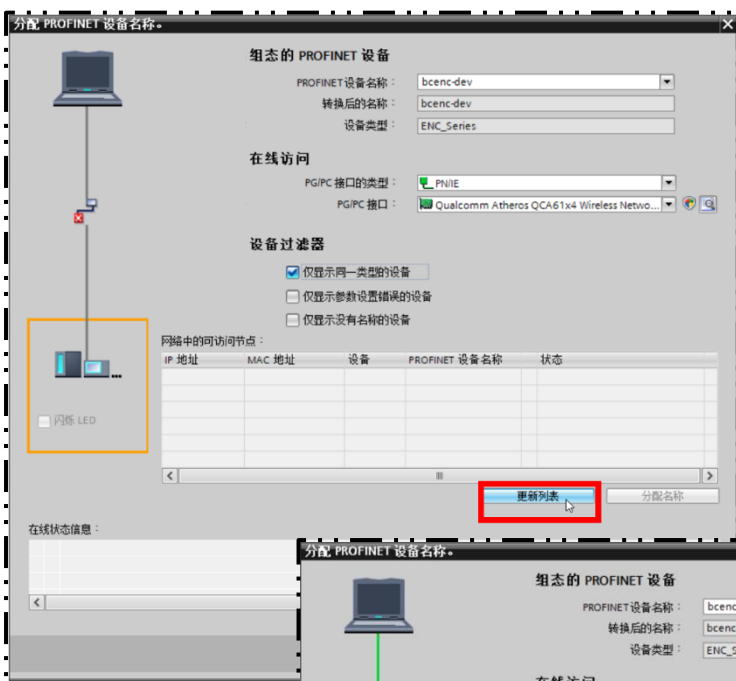 分配 PROFINET 设备名称。
组态的 PROFINET 设备
PROFINET设备名称： bcenc-dev
转换后的名称： bcenc-dev
设备类型： ENC_Series
在线访问
PG/PC 接口的类型： PN/IE
PG/PC 接口： Qualcomm Atheros QCA61x4 Wireless Netwo...
设备过滤器
仅显示同一类型的设备
仅显示参数设置错误的设备
仅显示没有名称的设备
网络中的可访问节点：
IP 地址 MAC 地址 设备 PROFINET 设备名称 状态
闪烁 LED
更新列表 分配名称
在线状态信息：
分配 PROFINET 设备名称。
组态的 PROFINET 设备
PROFINET设备名称： bcenc
转换后的名称： bcenc
设备类型： ENC_S
在线访问